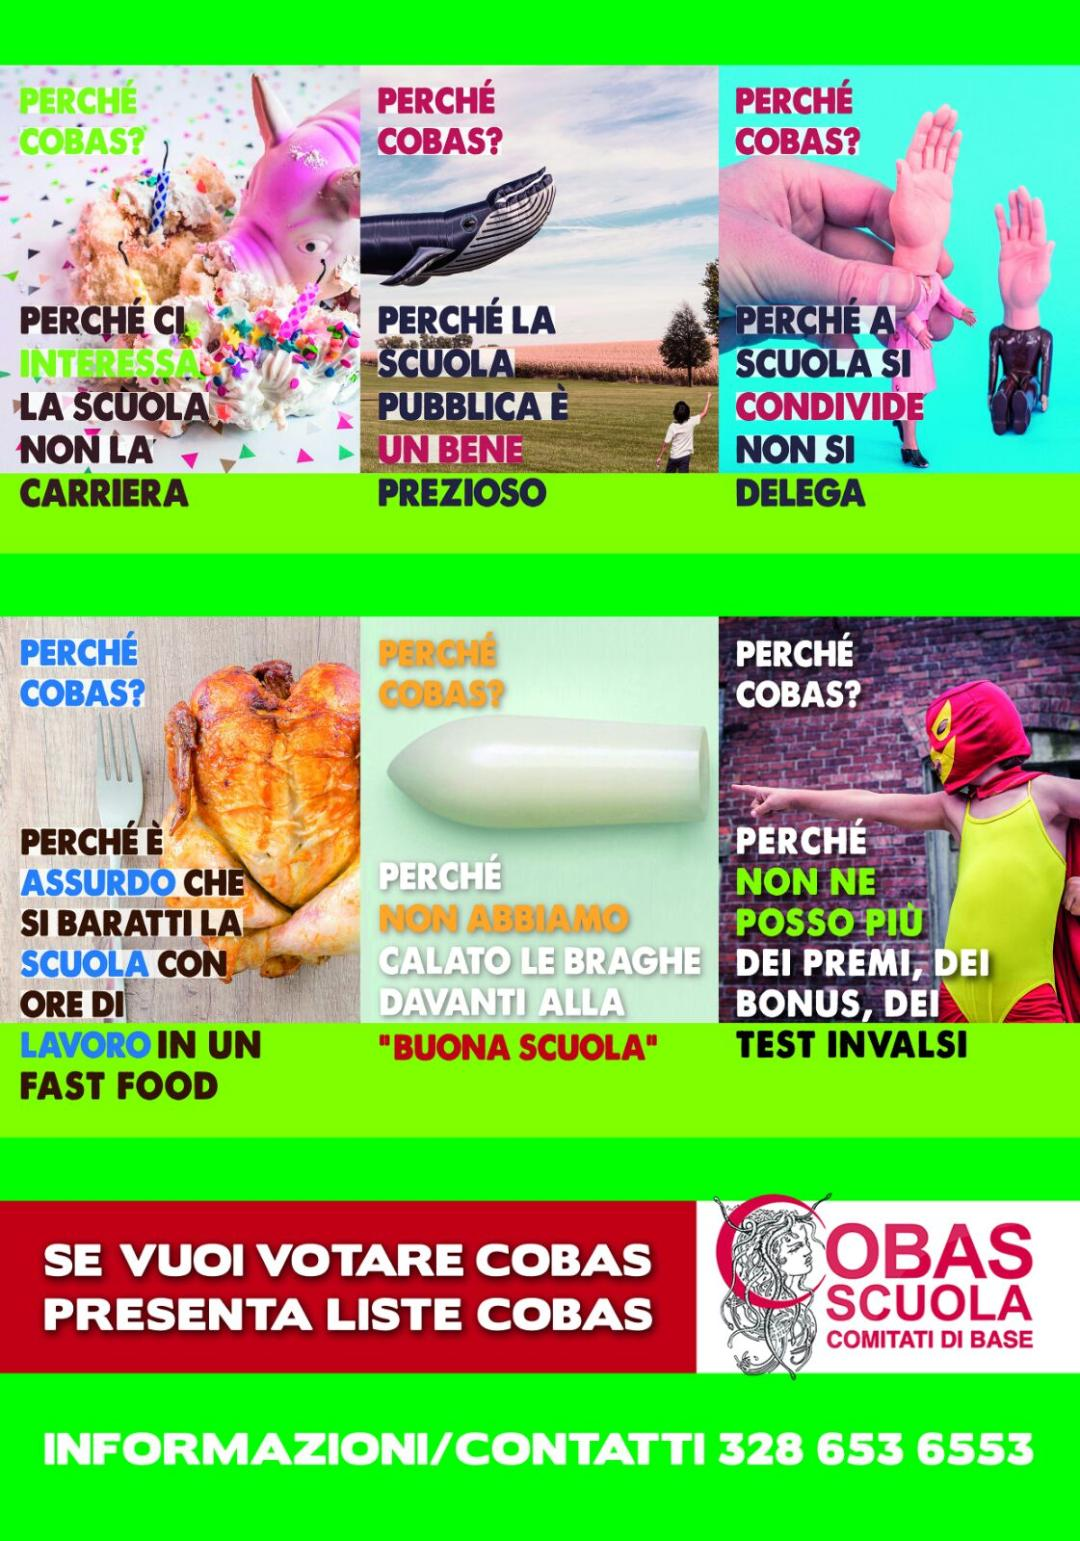 PERCHÉ
COBAS?
PERCHÉ CI
INTERESSA
LA SCUOLA
NON LA
CARRIERA
PERCHÉ
COBAS?
PERCHÉ LA
SCUOLA
PUBBLICA È
UN BENE
PREZIOSO
PERCHÉ
COBAS?
PERCHÉ A
SCUOLA SI
CONDIVIDE
NON SI
DELEGA
PERCHÉ
COBAS?
PERCHÉ È
ASSURDO CHE
SI BARATTI LA
SCUOLA CON
ORE DI
LAVORO IN UN
FAST FOOD
PERCHÉ
COBAS?
PERCHÉ
NON ABBIAMO
CALATO LE BRAGHE
DAVANTI ALLA
"BUONA SCUOLA"
PERCHÉ
COBAS?
PERCHÉ
NON NE
POSSO PIÙ
DEI PREMI, DEI
BONUS, DEI
TEST INVALSI
SE VUOI VOTARE COBAS
PRESENTA LISTE COBAS
COBAS
SCUOLA
COMITATI DI BASE
INFORMAZIONI/CONTATTI 328 653 6553